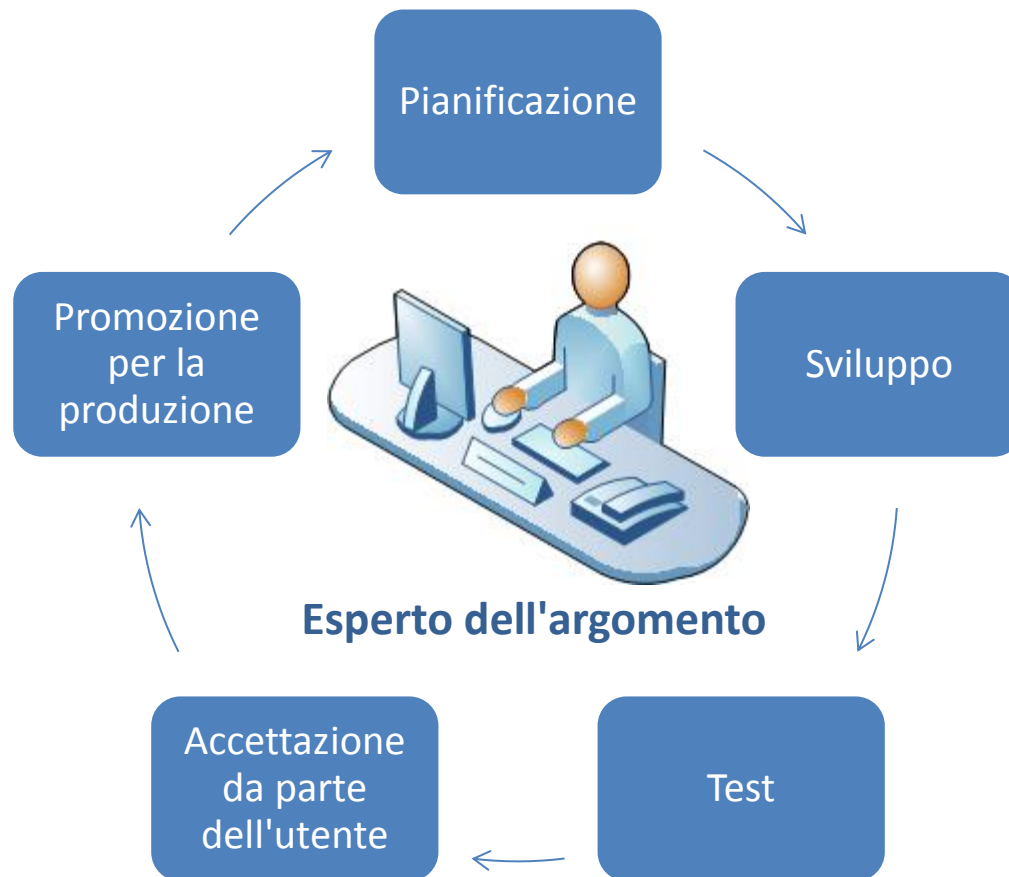 Pianificazione
Sviluppo
Test
Accettazione
da parte
dell'utente
Promozione
per la
produzione
Esperto dell'argomento